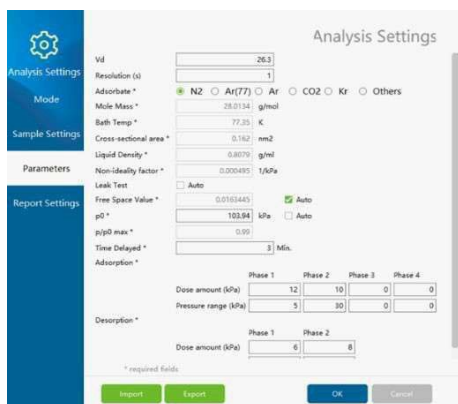 Analysis Settings
Analysis Settings
Mode
Sample Settings
Parameters
Report Settings
Vd 26.3
Resolution (s) 1
Adsorbate * N2 Ar(77) Ar CO2 Kr Others
Mole Mass * 28.0134 g/mol
Bath Temp * 77.35 K
Cross-sectional area * 0.162 nm2
Liquid Density * 0.8079 g/ml
Non-ideality factor * 0.000495 1/kPa
Leak Test Auto
Free Space Value * 0.0163445 Auto
p0 * 103.94 kPa Auto
p/p0 max * 0.99
Time Delayed * 3 Min.
Adsorption *
Phase 1 Phase 2 Phase 3 Phase 4
Dose amount (kPa) 12 10 0 0
Pressure range (kPa) 5 30 0 0
Desorption *
Phase 1 Phase 2
Dose amount (kPa) 6 8
* required fields
Import Export OK Cancel